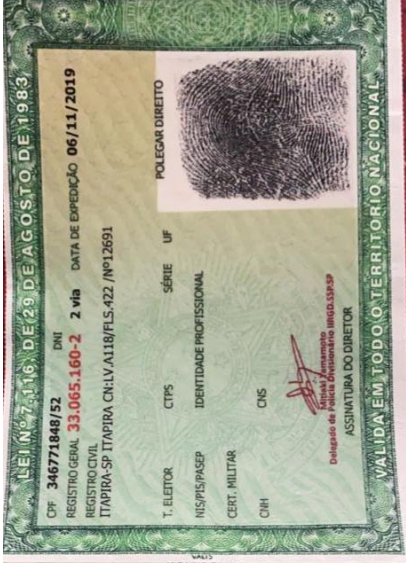 LEI Nº 7.116, DE 29 DE AGOSTO DE 1983
CPF 346771848/52 DNI
REGISTRO GERAL 33.065.160-2 2 via DATA DE EXPEDIÇÃO 06/11/2019
REGISTRO CIVIL
ITAPIRA-SP ITAPIRA CN:LV.A118/FLS.422 /Nº12691
POLEGAR DIREITO
T. ELEITOR CTPS SÉRIE UF
NIS/PIS/PASEP IDENTIDADE PROFISSIONAL
CERT. MILITAR
CNH CNS
Delegado de Polícia Divisionário IIRGD.SSP.SP
ASSINATURA DO DIRETOR
VÁLIDA EM TODO O TERRITÓRIO NACIONAL